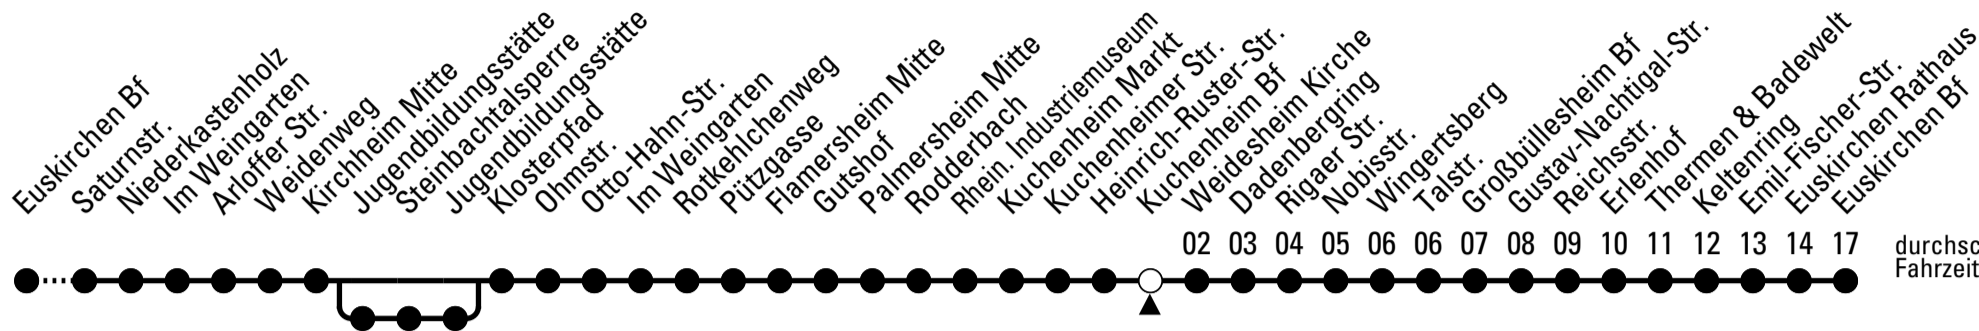 Euskirchen Bf
Saturnstr.
Niederkastenholz
Im Weingarten
Arloffer Str.
Weidenweg
Kirchheim Mitte
Jugendbildungsstätte
Steinbachtalsperre
Jugendbildungsstätte
Klosterpfad
Ohmstr.
Otto-Hahn-Str.
Im Weingarten
Rotkehlchenweg
Pützgasse
Flamersheim Mitte
Gutshof
Palmersheim Mitte
Rodderbach
Rhein. Industriemuseum
Kuchenheim Markt
Kuchenheimer Str.
Heinrich-Ruster-Str.
Kuchenheim Bf
Weidesheim Kirche
Dadenbergring
Rigaer Str.
Nobisstr.
Wingertsberg
Talstr.
Großbüllesheim Bf
Gustav-Nachtigal-Str.
Reichsstr.
Erlenhof
Thermen & Badewelt
Keltenring
Emil-Fischer-Str.
Euskirchen Rathaus
Euskirchen Bf
02 03 04 05 06 06 07 08 09 10 11 12 13 14 17
durchsc
Fahrzeit